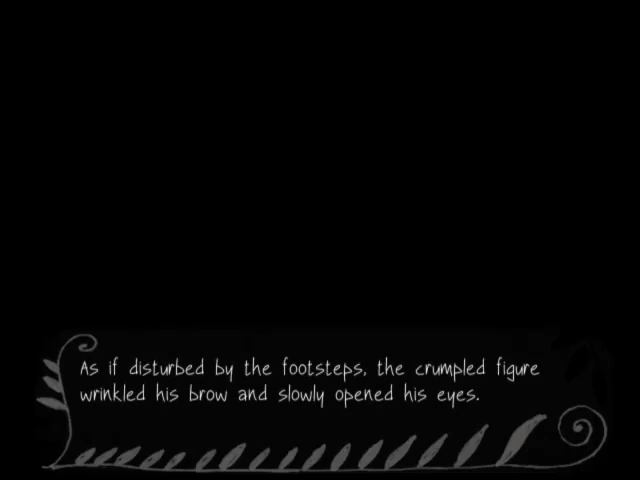 As if disturbed by the footsteps, the crumpled figure
wrinkled his brow and slowly opened his eyes.